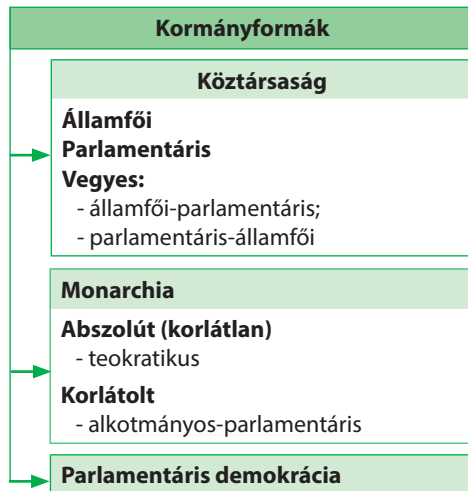 Kormányformák
Köztársaság
Államfői
Parlamentáris
Vegyes:
- államfői-parlamentáris;
- parlamentáris-államfői
Monarchia
Abszolút (korlátlan)
- teokratikus
Korlátolt
- alkotmányos-parlamentáris
Parlamentáris demokrácia